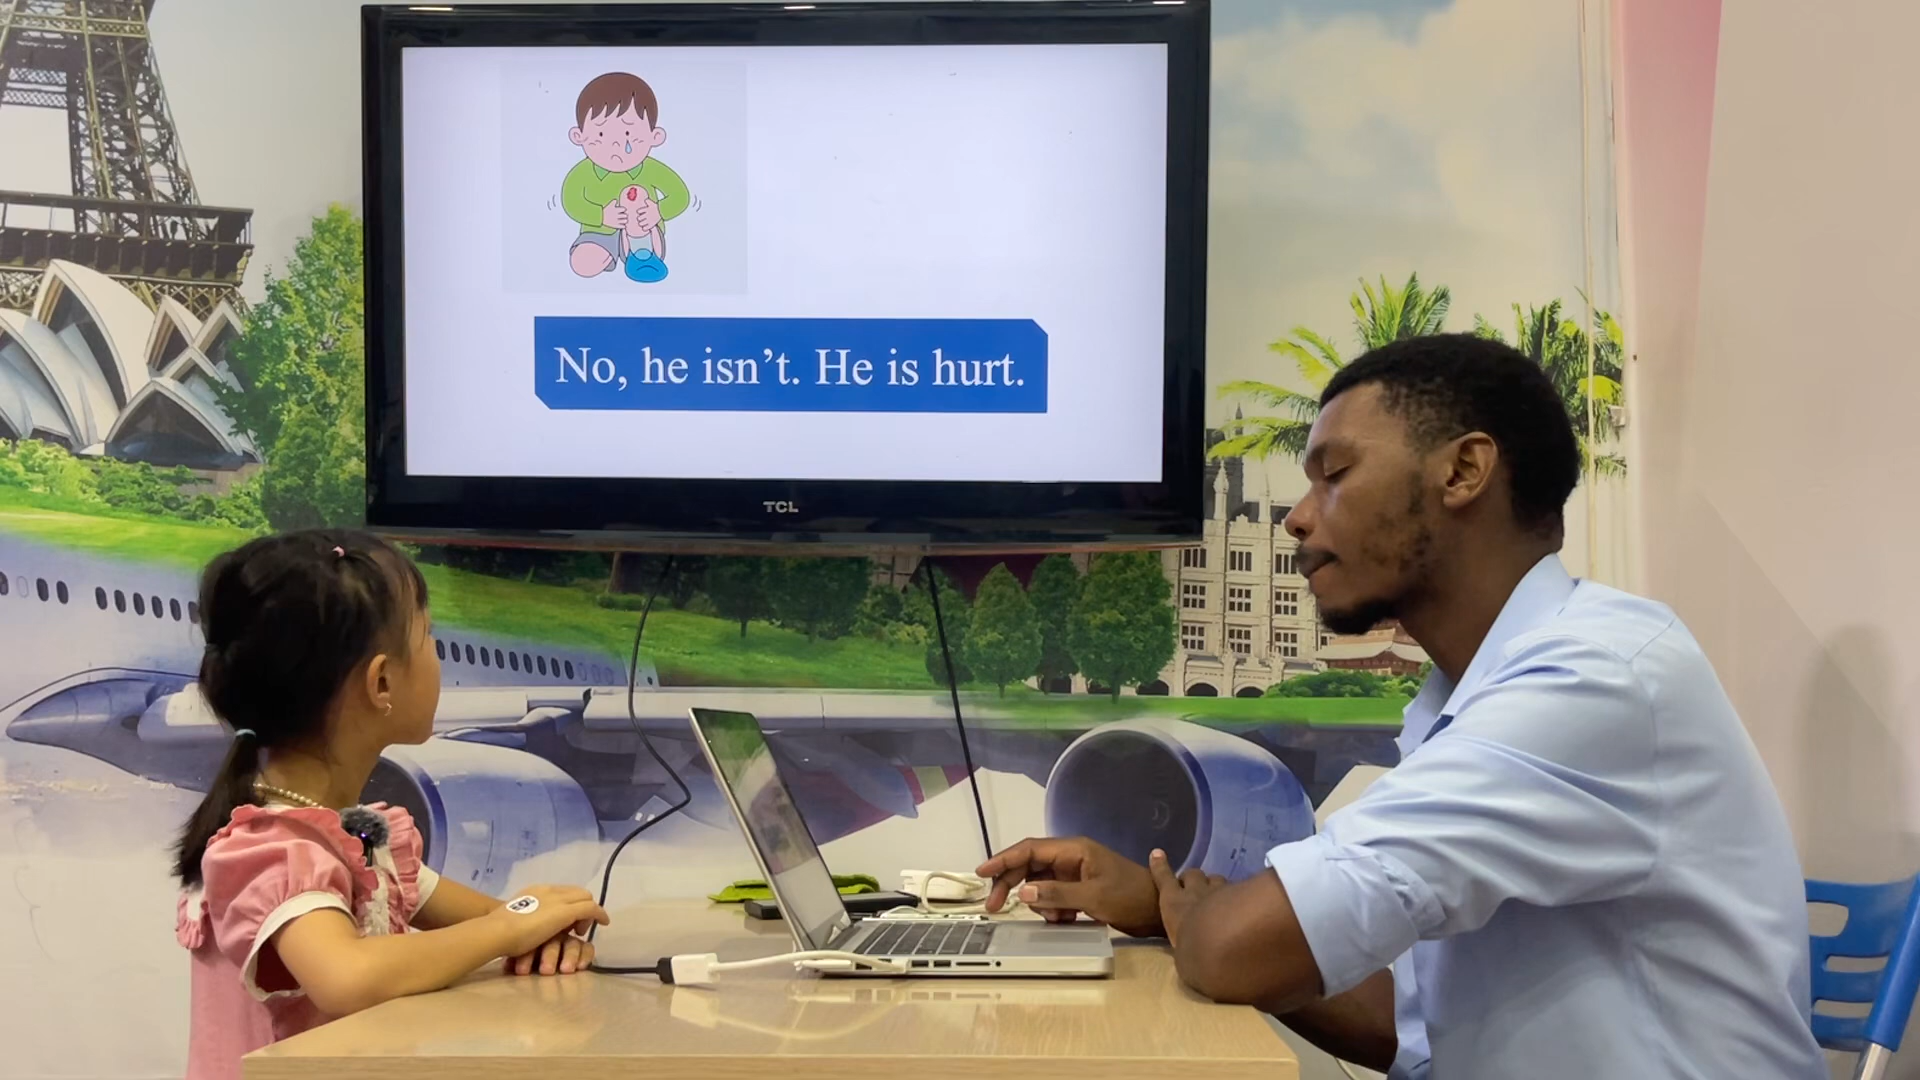 No, he isn't. He is hurt.
TCL